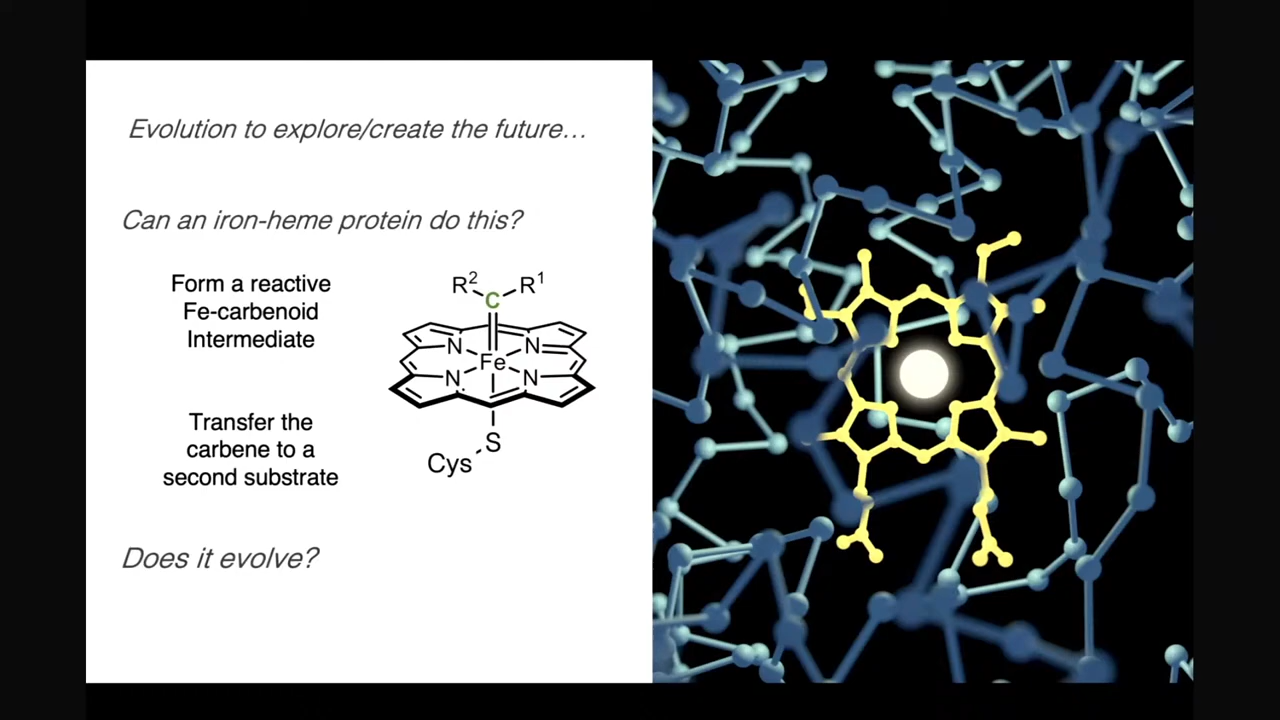 Evolution to explore/create the future…
Can an iron-heme protein do this?
Form a reactive
Fe-carbenoid
Intermediate
Transfer the
carbene to a
second substrate
R² R¹
C
N N
Fe
N N
S
Cys
Does it evolve?